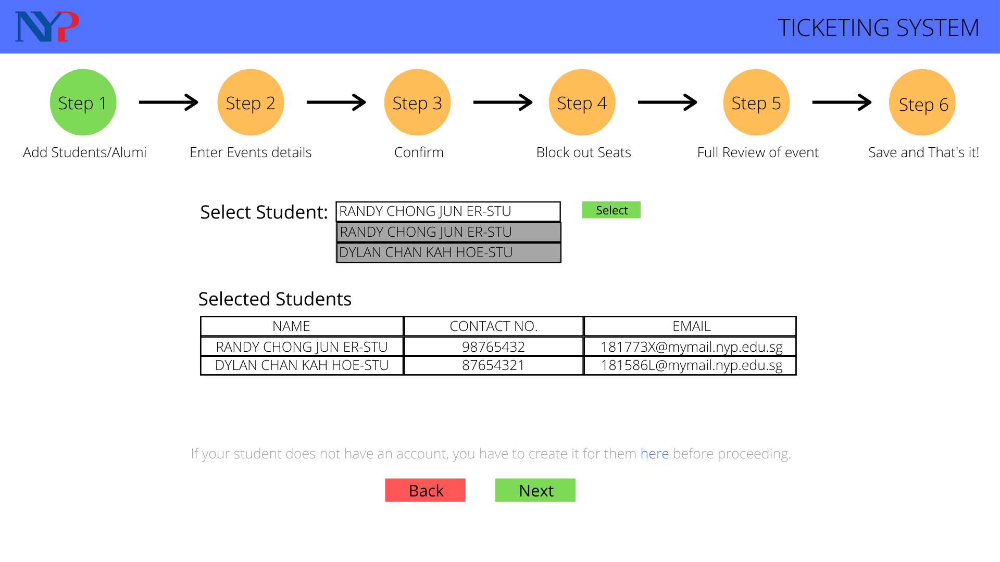 NYP
TICKETING SYSTEM
Step 1
Step 2
Step 3
Step 4
Step 5
Step 6
Add Students/Alumi
Enter Events details
Confirm
Block out Seats
Full Review of event
Save and That's it!
Select Student:
RANDY CHONG JUN ER-STU
Select
RANDY CHONG JUN ER-STU
DYLAN CHAN KAH HOE-STU
Selected Students
NAME CONTACT NO. EMAIL
RANDY CHONG JUN ER-STU 98765432 181773X@mymail.nyp.edu.sg
DYLAN CHAN KAH HOE-STU 87654321 181586L@mymail.nyp.edu.sg
If your student does not have an account, you have to create it for them here before proceeding.
Back
Next